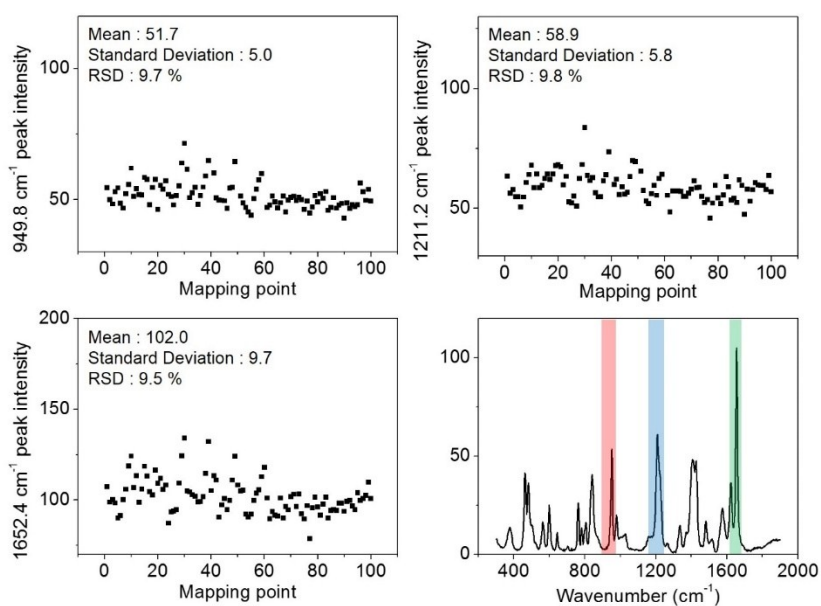 Mean : 51.7
Standard Deviation : 5.0
RSD : 9.7 %
100
50
949.8 cm⁻¹ peak intensity
0 20 40 60 80 100
Mapping point
Mean : 58.9
Standard Deviation : 5.8
RSD : 9.8 %
100
50
1211.2 cm⁻¹ peak intensity
0 20 40 60 80 100
Mapping point
200
150
100
Mean : 102.0
Standard Deviation : 9.7
RSD : 9.5 %
1652.4 cm⁻¹ peak intensity
0 20 40 60 80 100
Mapping point
100
50
0
400 800 1200 1600 2000
Wavenumber (cm⁻¹)